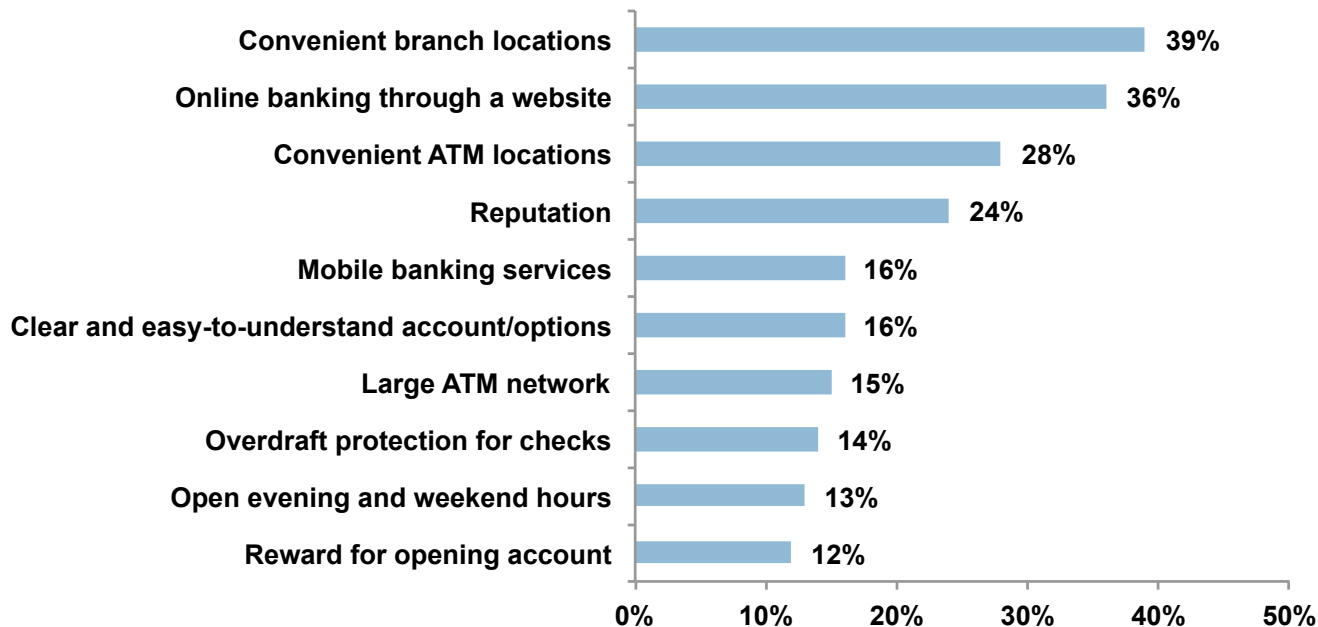 Convenient branch locations 39%
Online banking through a website 36%
Convenient ATM locations 28%
Reputation 24%
Mobile banking services 16%
Clear and easy-to-understand account/options 16%
Large ATM network 15%
Overdraft protection for checks 14%
Open evening and weekend hours 13%
Reward for opening account 12%
0% 10% 20% 30% 40% 50%